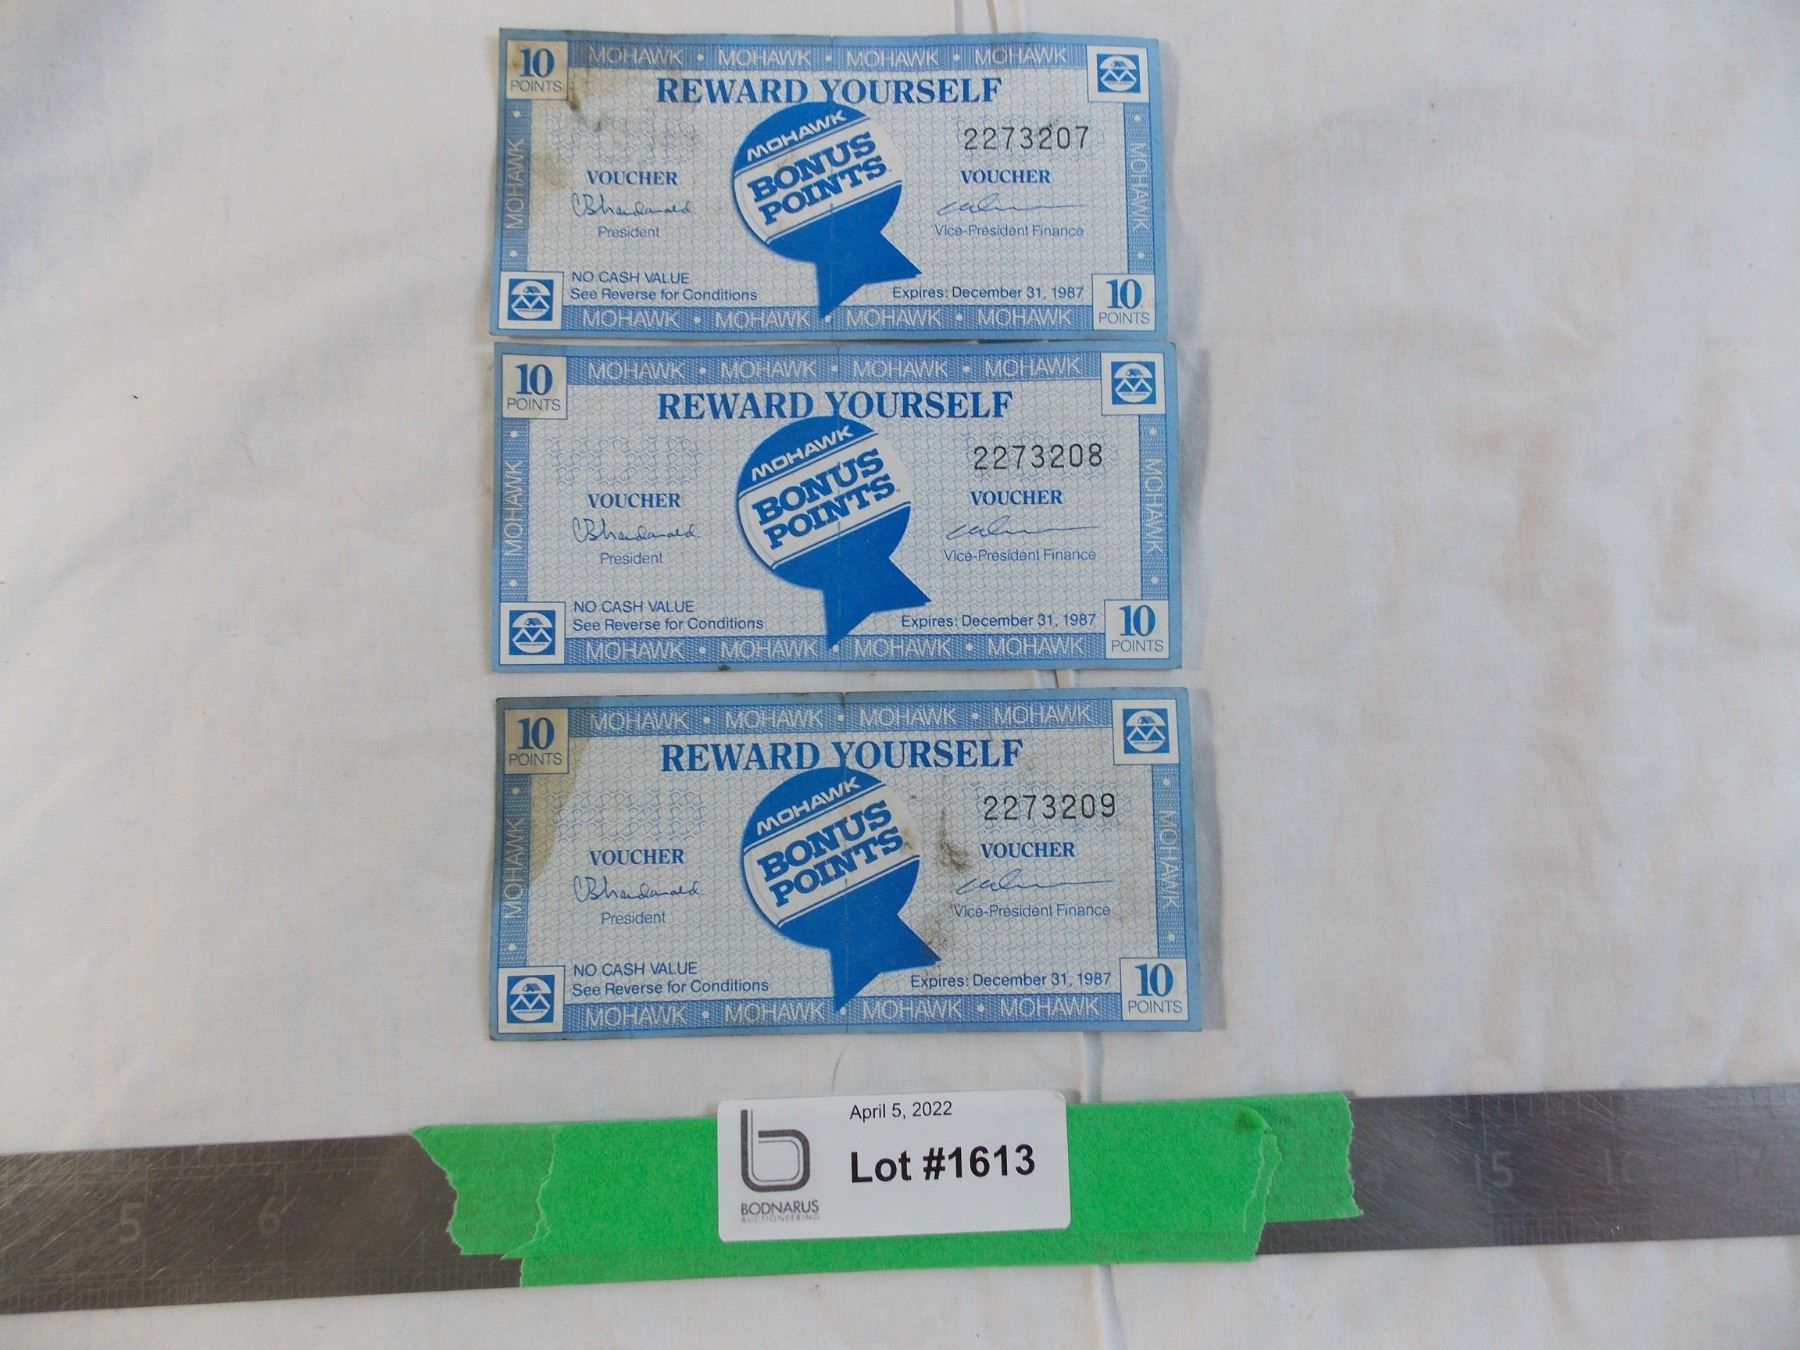 10 MOHAWK • MOHAWK • MOHAWK • MOHAWK
POINTS
REWARD YOURSELF
MOHAWK
MOHAWK
MOHAWK
BONUS
POINTS
2273207
VOUCHER
VOUCHER
President
Vice-President Finance
NO CASH VALUE
See Reverse for Conditions
Expires: December 31, 1987
10
POINTS
MOHAWK • MOHAWK • MOHAWK • MOHAWK
10 MOHAWK • MOHAWK • MOHAWK • MOHAWK
POINTS
REWARD YOURSELF
MOHAWK
MOHAWK
MOHAWK
BONUS
POINTS
2273208
VOUCHER
VOUCHER
President
Vice-President Finance
NO CASH VALUE
See Reverse for Conditions
Expires: December 31, 1987
10
POINTS
MOHAWK • MOHAWK • MOHAWK • MOHAWK
10 MOHAWK • MOHAWK • MOHAWK • MOHAWK
POINTS
REWARD YOURSELF
MOHAWK
MOHAWK
MOHAWK
BONUS
POINTS
2273209
VOUCHER
VOUCHER
President
Vice-President Finance
NO CASH VALUE
See Reverse for Conditions
Expires: December 31, 1987
10
POINTS
MOHAWK • MOHAWK • MOHAWK • MOHAWK
April 5, 2022
Lot #1613
BODNARUS
AUCTIONEERING
5 6 15